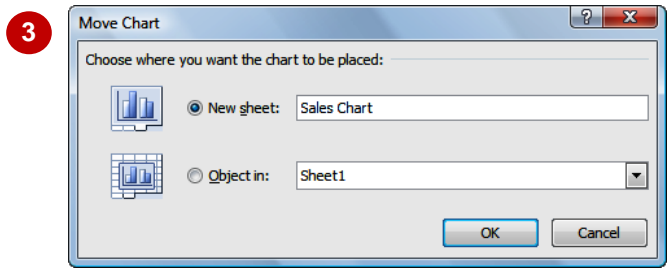 3
Move Chart
Choose where you want the chart to be placed:
New sheet: Sales Chart
Object in: Sheet1
OK Cancel